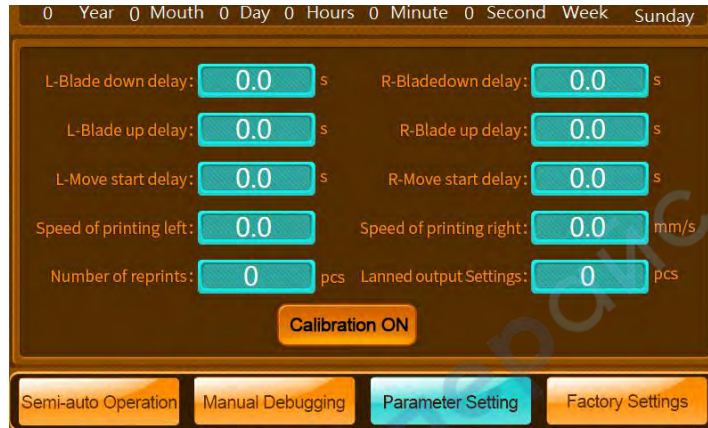 0 Year 0 Mouth 0 Day 0 Hours 0 Minute 0 Second Week Sunday
L-Blade down delay: 0.0 s R-Bladedown delay: 0.0 s
L-Blade up delay: 0.0 s R-Blade up delay: 0.0 s
L-Move start delay: 0.0 s R-Move start delay: 0.0 s
Speed of printing left: 0.0 Speed of printing right: 0.0 mm/s
Number of reprints: 0 pcs Lanned output Settings: 0 pcs
Calibration ON
Semi-auto Operation Manual Debugging Parameter Setting Factory Settings